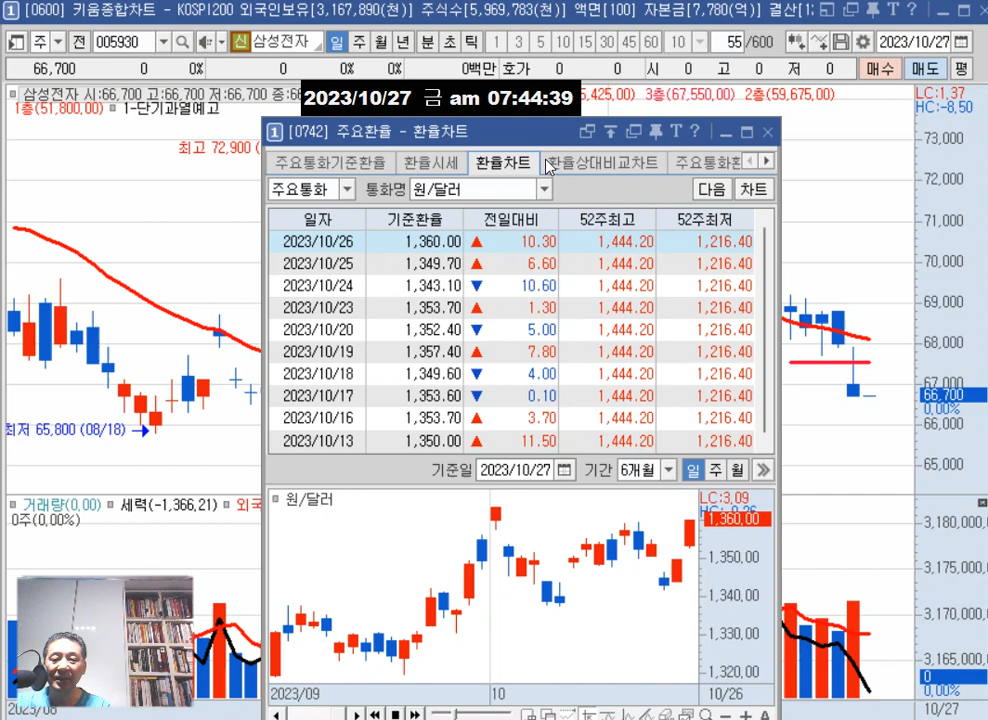 1 [0600] 키움종합차트 - KOSPI200 외국인보유[3,167,890(천)] 주식수[5,969,783(천)] 액면[100] 자본금[7,780(억)] 결산[1:
주 전 005930 신 삼성전자 일 주 월 년 분 초 틱 1 3 5 10 15 30 45 60 10 55 /600 2023/10/27
66,700 0 0% 0 0% 0% 0백만 호가 0 0 시 0 고 0 저 0 매수 매도 평
삼성전자 시:66,700 고:66,700 저:66,700 종:6
5,425.00) 3층(67,550.00) 2층(59,675.00)
1층(51,800.00) 1-단기과열예고
LC:1,37
HC:-8,50
2023/10/27 금 am 07:44:39
최고 72,900 (
73,000
72,000
71,000
70,000
69,000
68,000
67,000
66,700
0,00%
66,000
65,000
최저 65,800 (08/18)
1 [0742] 주요환율 - 환율차트
주요통화기준환율 환율시세 환율차트 환율상대비교차트 주요통화환
주요통화 통화명 원/달러 다음 차트
일자 기준환율 전일대비 52주최고 52주최저
2023/10/26 1,360.00 ▲ 10.30 1,444.20 1,216.40
2023/10/25 1,349.70 ▲ 6.60 1,444.20 1,216.40
2023/10/24 1,343.10 ▼ 10.60 1,444.20 1,216.40
2023/10/23 1,353.70 ▲ 1.30 1,444.20 1,216.40
2023/10/20 1,352.40 ▼ 5.00 1,444.20 1,216.40
2023/10/19 1,357.40 ▲ 7.80 1,444.20 1,216.40
2023/10/18 1,349.60 ▼ 4.00 1,444.20 1,216.40
2023/10/17 1,353.60 ▼ 0.10 1,444.20 1,216.40
2023/10/16 1,353.70 ▲ 3.70 1,444.20 1,216.40
2023/10/13 1,350.00 ▲ 11.50 1,444.20 1,216.40
기준일 2023/10/27 기간 6개월 일 주 월
원/달러
LC:3,09
1,360,00
1,350,00
1,340,00
1,330,00
1,320,00
2023/09 10 10/26
거래량(0,00) 세력(-1,366,21) 외국
0주(0,00%)
3,180,000,
3,175,000
3,170,000
3,165,000
0
0,00%
10/27